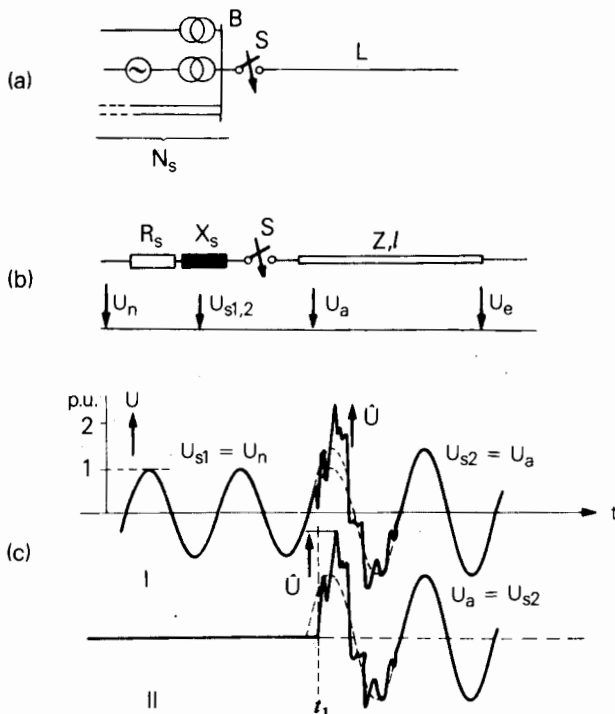 B
S
L
(a)
N_s
R_s X_s S Z,l
(b)
U_n U_s1,2 U_a U_e
p.u. U
2 Û
U_s1 = U_n U_s2 = U_a
1
t
(c)
Û
I U_a = U_s2
II t_1